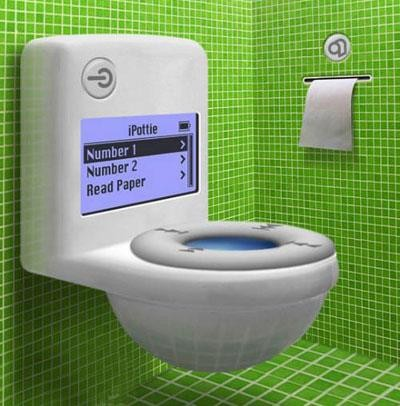 iPottie
Number 1 >
Number 2 >
Read Paper >